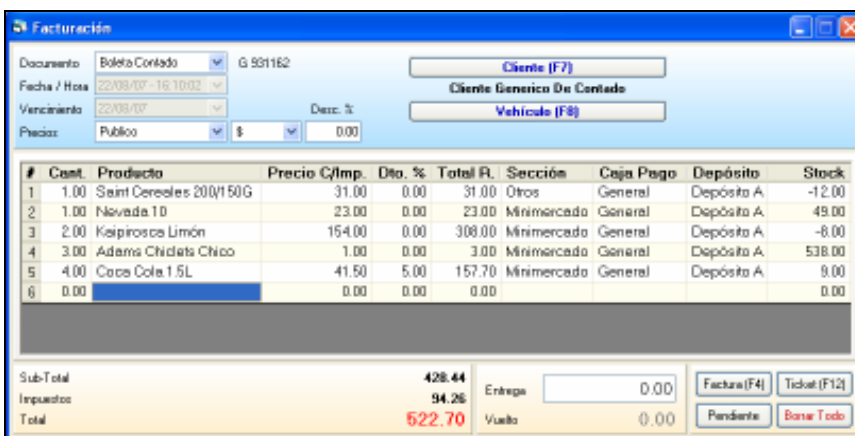 Facturación
Documento Boleta Contado G 931162
Cliente (F7)
Fecha / Hora 22/08/07 - 16:10:02
Cliente Generico De Contado
Vencimiento 22/08/07 Desc. %
Vehículo (F8)
Precios Publico $ 0.00
# Cant. Producto Precio C/Imp. Dto. % Total R. Sección Caja Pago Depósito Stock
1 1.00 Saint Cereales 200/150G 31.00 0.00 31.00 Otros General Depósito A -12.00
2 1.00 Nevada 10 23.00 0.00 23.00 Minimercado General Depósito A 49.00
3 2.00 Kaipirosca Limón 154.00 0.00 308.00 Minimercado General Depósito A -8.00
4 3.00 Adams Chiclets Chico 1.00 0.00 3.00 Minimercado General Depósito A 538.00
5 4.00 Coca Cola 1.5L 41.50 5.00 157.70 Minimercado General Depósito A 9.00
6 0.00 0.00 0.00 0.00 0.00
Sub-Total 428.44
Impuestos 94.26
Total 522.70
Entrega 0.00
Vuelto 0.00
Factura (F4) Ticket (F12)
Pendiente Borrar Todo